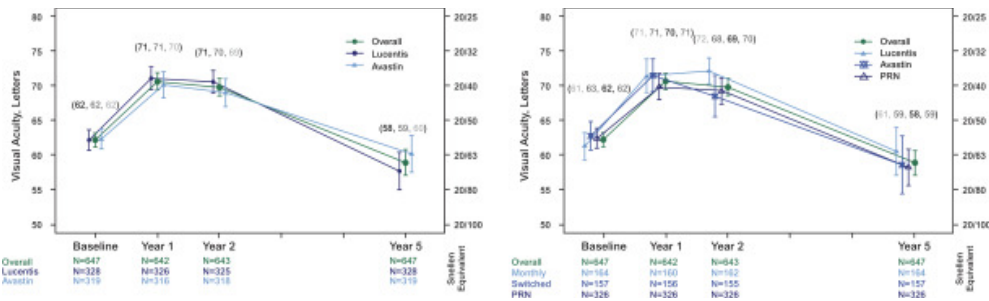 80
75
70
65
60
55
50
Visual Acuity, Letters
(62, 62, 62)
(71, 71, 70)
(71, 70, 69)
(58, 59, 60)
Overall
Lucentis
Avastin
20/25
20/32
20/40
20/50
20/63
20/80
20/100
Snellen
Equivalent
Baseline Year 1 Year 2 Year 5
Overall N=647 N=642 N=643 N=647
Lucentis N=328 N=326 N=325 N=328
Avastin N=319 N=316 N=318 N=319
80
75
70
65
60
55
50
Visual Acuity, Letters
(61, 63, 62, 62)
(71, 71, 70, 71)
(72, 68, 69, 70)
(61, 59, 58, 59)
Overall
Lucentis
Avastin
PRN
20/25
20/32
20/40
20/50
20/63
20/80
20/100
Snellen
Equivalent
Baseline Year 1 Year 2 Year 5
Overall N=647 N=642 N=643 N=647
Monthly N=164 N=160 N=162 N=164
Switched N=157 N=156 N=155 N=157
PRN N=326 N=326 N=326 N=326